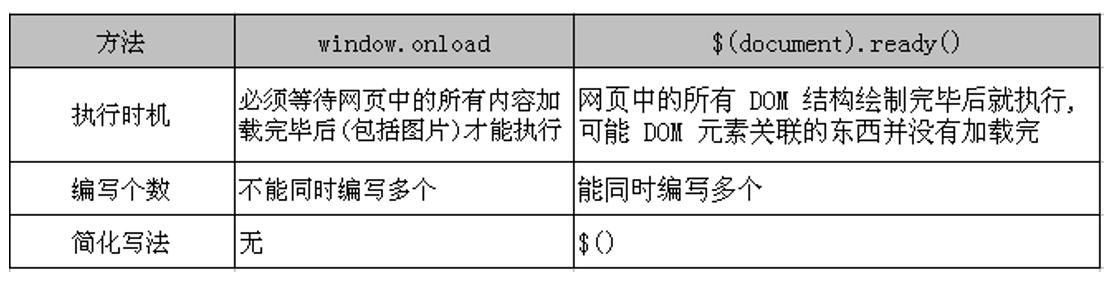 方法
window.onload
$(document).ready()
执行时机
必须等待网页中的所有内容加
载完毕后(包括图片)才能执行
网页中的所有 DOM 结构绘制完毕后就执行,
可能 DOM 元素关联的东西并没有加载完
编写个数
不能同时编写多个
能同时编写多个
简化写法
无
$()